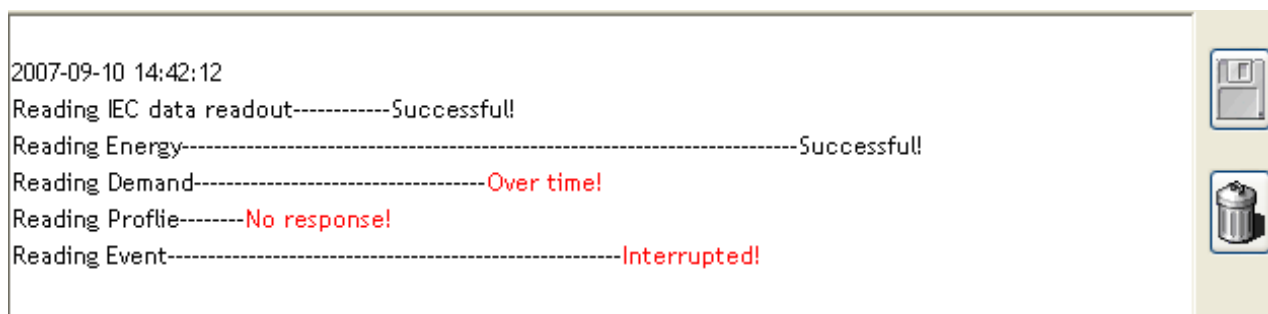 2007-09-10 14:42:12
Reading IEC data readout------------Successful!
Reading Energy----------------------------------------------------------------------------Successful!
Reading Demand------------------------------------Over time!
Reading Proflie--------No response!
Reading Event--------------------------------------------------------Interrupted!